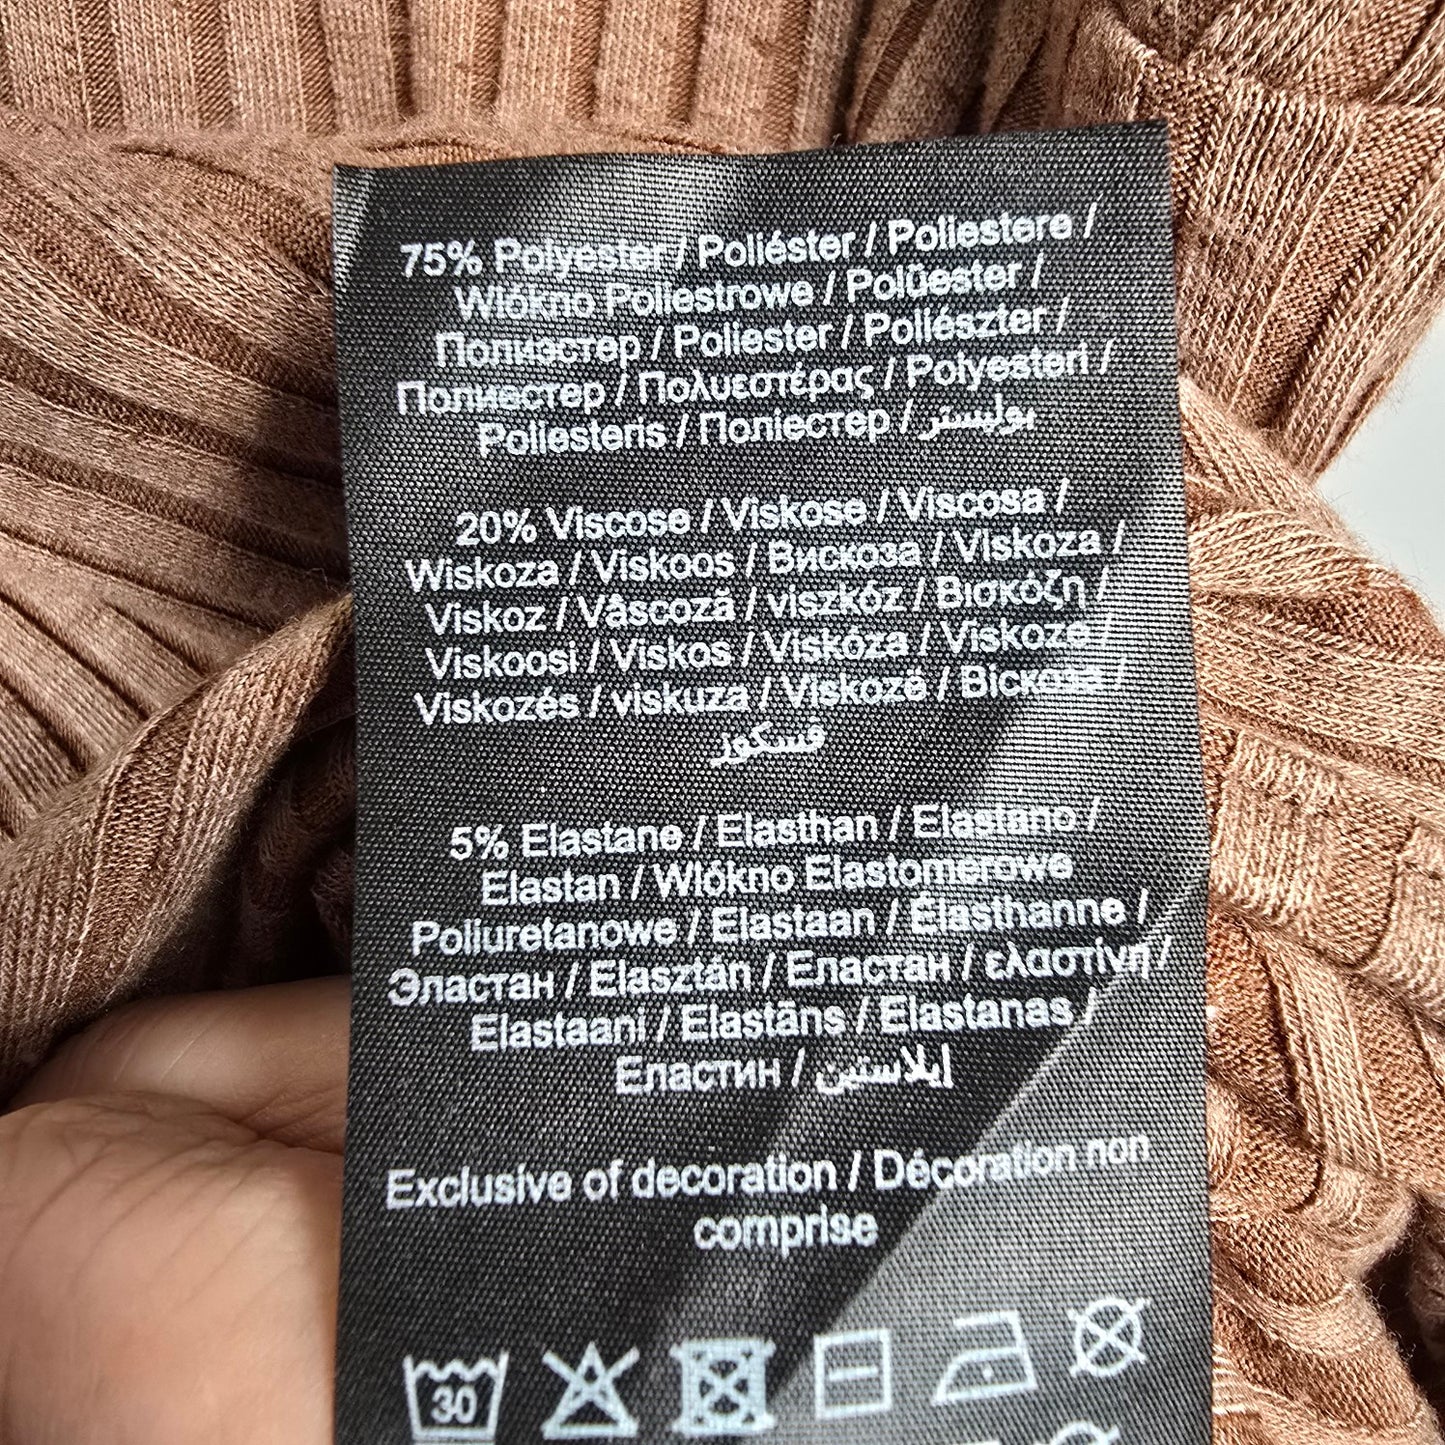 75% Polyester / Poliéster / Poliestere /
Wlókno Poliestrowe / Polüester /
Полиэстер / Poliester / Poliészter /
Полиестер / Πολυεστέρας / Polyesteri /
Poliesteris / Поліестер / بوليستر
20% Viscose / Viskose / Viscosa /
Wiskoza / Viskoos / Вискоза / Viskoza /
Viskoz / Vâscoză / viszkóz / Βισκόζη /
Viskoosi / Viskos / Viskóza / Viskoze /
Viskozés / viskuza / Viskozė / Віскоза /
فسكوز
5% Elastane / Elasthan / Elastano /
Elastan / Wlókno Elastomerowe
Poliuretanowe / Elastaan / Élasthanne /
Эластан / Elasztán / Еластан / ελαστίνη /
Elastaani / Elastāns / Elastanas /
Еластин / إيلاستين
Exclusive of decoration / Décoration non
comprise
30